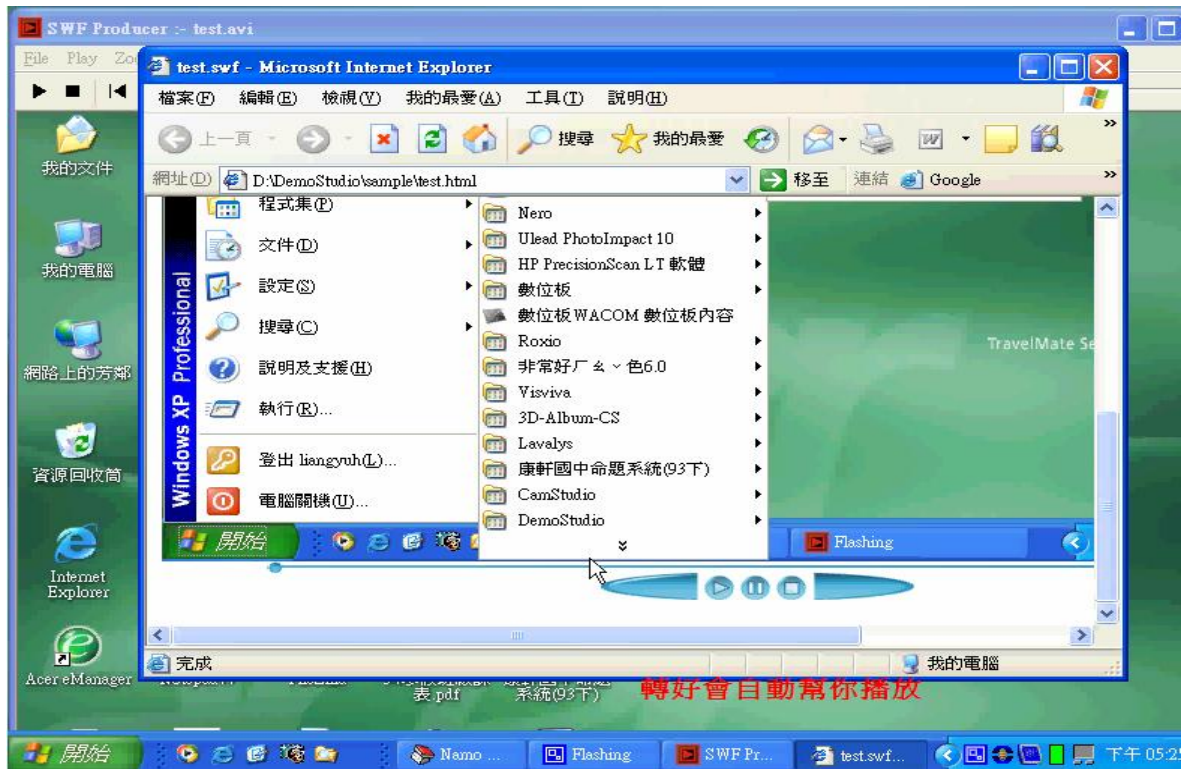 SWF Producer :- test.avi
File Play Zo
test.swf - Microsoft Internet Explorer
檔案(F) 編輯(E) 檢視(V) 我的最愛(A) 工具(T) 說明(H)
上一頁 搜尋 我的最愛
網址(D) D:\DemoStudio\sample\test.html 移至 連結 Google
我的文件
我的電腦
網路上的芳鄰
資源回收筒
Internet
Explorer
Acer eManager
Windows XP Professional
程式集(P)
文件(D)
設定(S)
搜尋(C)
說明及支援(H)
執行(R)...
登出 liangyuh(L)...
電腦關機(U)...
Nero
Ulead PhotoImpact 10
HP PrecisionScan LT 軟體
數位板
數位板WACOM 數位板內容
Roxio
非常好ㄏㄠˇ色6.0
Visviva
3D-Album-CS
Lavalys
康軒國中命題系統(93下)
CamStudio
DemoStudio
TravelMate Se
開始 Flashing
完成 我的電腦
表.pdf 系統(93下)
轉好會自動幫你播放
開始 Namo ... Flashing SWF Pr... test.swf... 下午 05:25